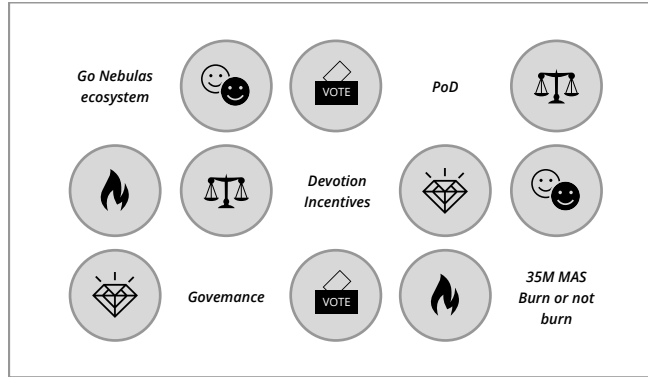 Go Nebulas
ecosystem
VOTE
PoD
Devotion
Incentives
Govemance
VOTE
35M MAS
Burn or not
burn